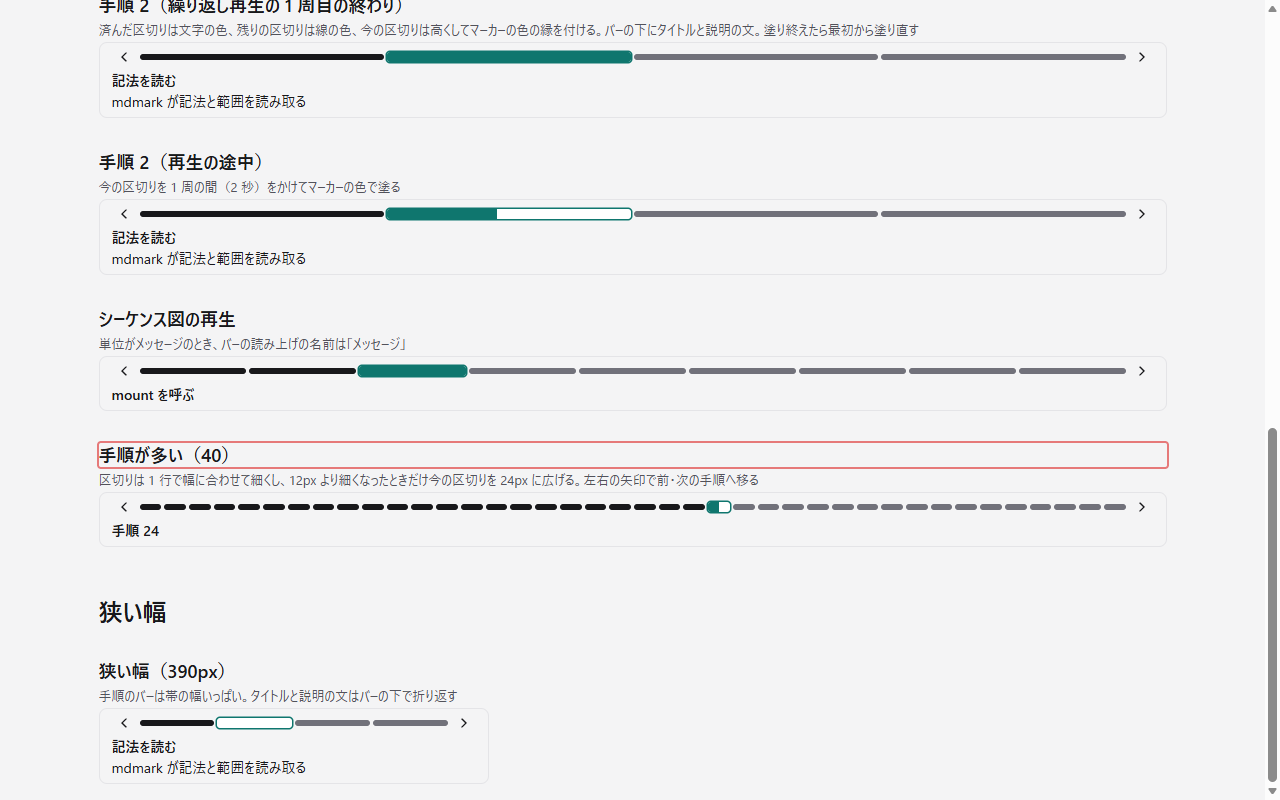 手順 2（繰り返し再生の 1 周目の終わり）
済んだ区切りは文字の色、残りの区切りは線の色、今の区切りは高くしてマーカーの色の縁を付ける。バーの下にタイトルと説明の文。塗り終えたら最初から塗り直す
記法を読む
mdmark が記法と範囲を読み取る
手順 2（再生の途中）
今の区切りを 1 周の間（2 秒）をかけてマーカーの色で塗る
記法を読む
mdmark が記法と範囲を読み取る
シーケンス図の再生
単位がメッセージのとき、バーの読み上げの名前は「メッセージ」
mount を呼ぶ
手順が多い（40）
区切りは 1 行で幅に合わせて細くし、12px より細くなったときだけ今の区切りを 24px に広げる。左右の矢印で前・次の手順へ移る
手順 24
狭い幅
狭い幅（390px）
手順のバーは帯の幅いっぱい。タイトルと説明の文はバーの下で折り返す
記法を読む
mdmark が記法と範囲を読み取る